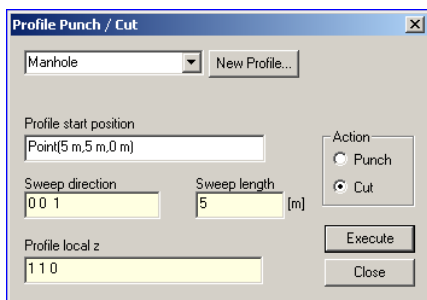 Profile Punch / Cut
Manhole
New Profile...
Profile start position
Point(5 m,5 m,0 m)
Action
Punch
Cut
Sweep direction
Sweep length
0 0 1
5
[m]
Profile local z
1 1 0
Execute
Close